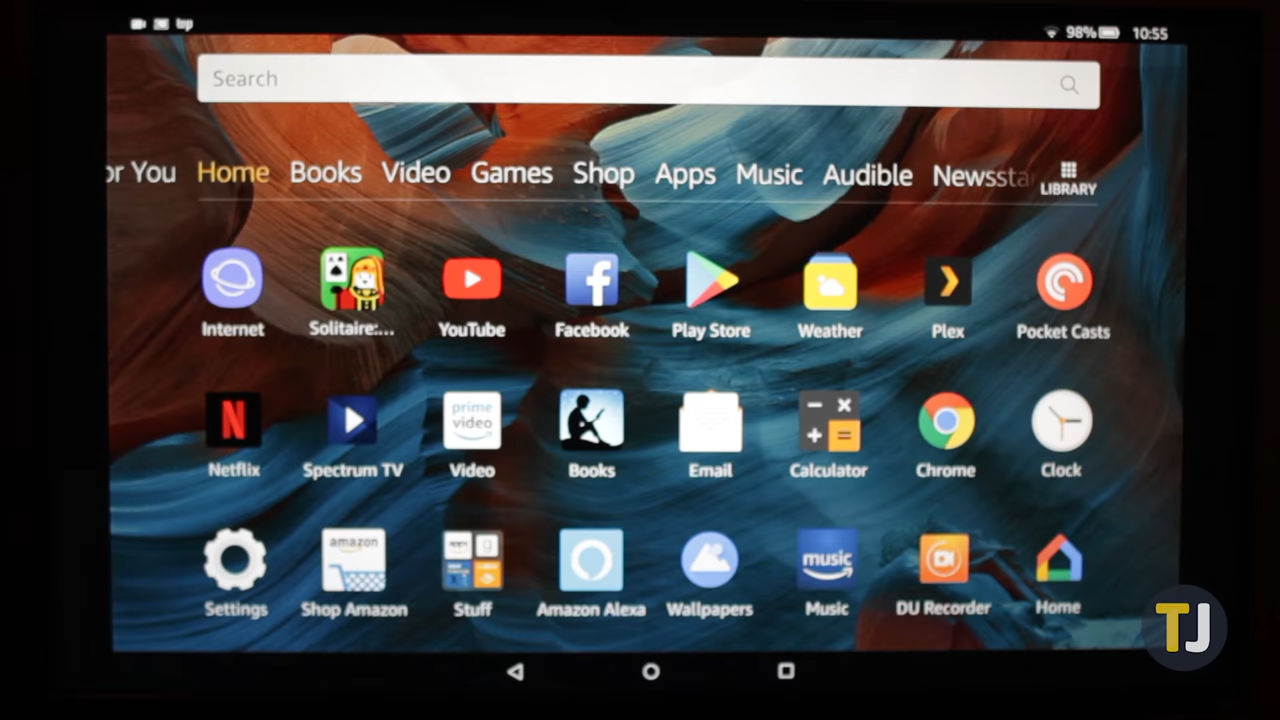 98% 10:55
Search
or You Home Books Video Games Shop Apps Music Audible Newssta
LIBRARY
Internet Solitaire:... YouTube Facebook Play Store Weather Plex Pocket Casts
N
prime
video
Netflix Spectrum TV Video Books Email Calculator Chrome Clock
amazon
music
Settings Shop Amazon Stuff Amazon Alexa Wallpapers Music DU Recorder Home
TJ